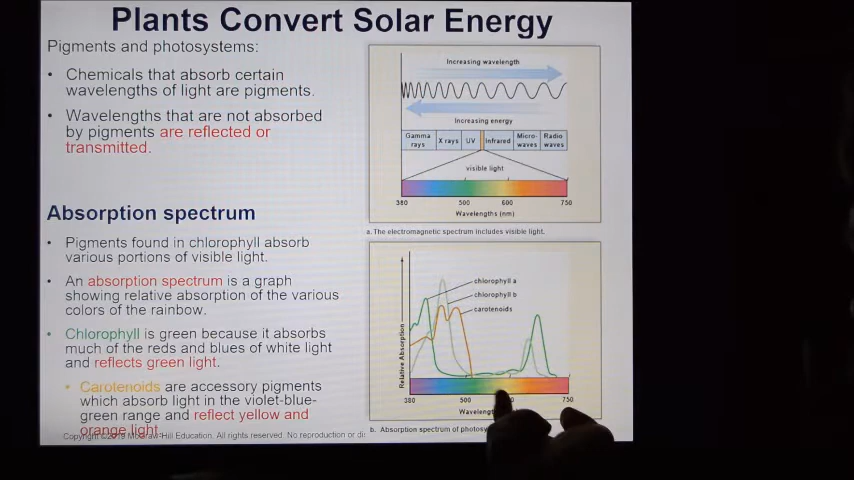 Plants Convert Solar Energy
Pigments and photosystems:
• Chemicals that absorb certain
wavelengths of light are pigments.
• Wavelengths that are not absorbed
by pigments are reflected or
transmitted.
Absorption spectrum
• Pigments found in chlorophyll absorb
various portions of visible light.
• An absorption spectrum is a graph
showing relative absorption of the various
colors of the rainbow.
• Chlorophyll is green because it absorbs
much of the reds and blues of white light
and reflects green light.
• Carotenoids are accessory pigments
which absorb light in the violet-blue-
green range and reflect yellow and
orange light.
Copyright ©2019 McGraw-Hill Education. All rights reserved. No reproduction or
Increasing wavelength
Increasing energy
Gamma rays X rays UV Infrared Micro-waves Radio waves
visible light
380 500 600 750
Wavelengths (nm)
a. The electromagnetic spectrum includes visible light.
Relative Absorption
chlorophyll a
chlorophyll b
carotenoids
380 500 750
b. Absorption spectrum of